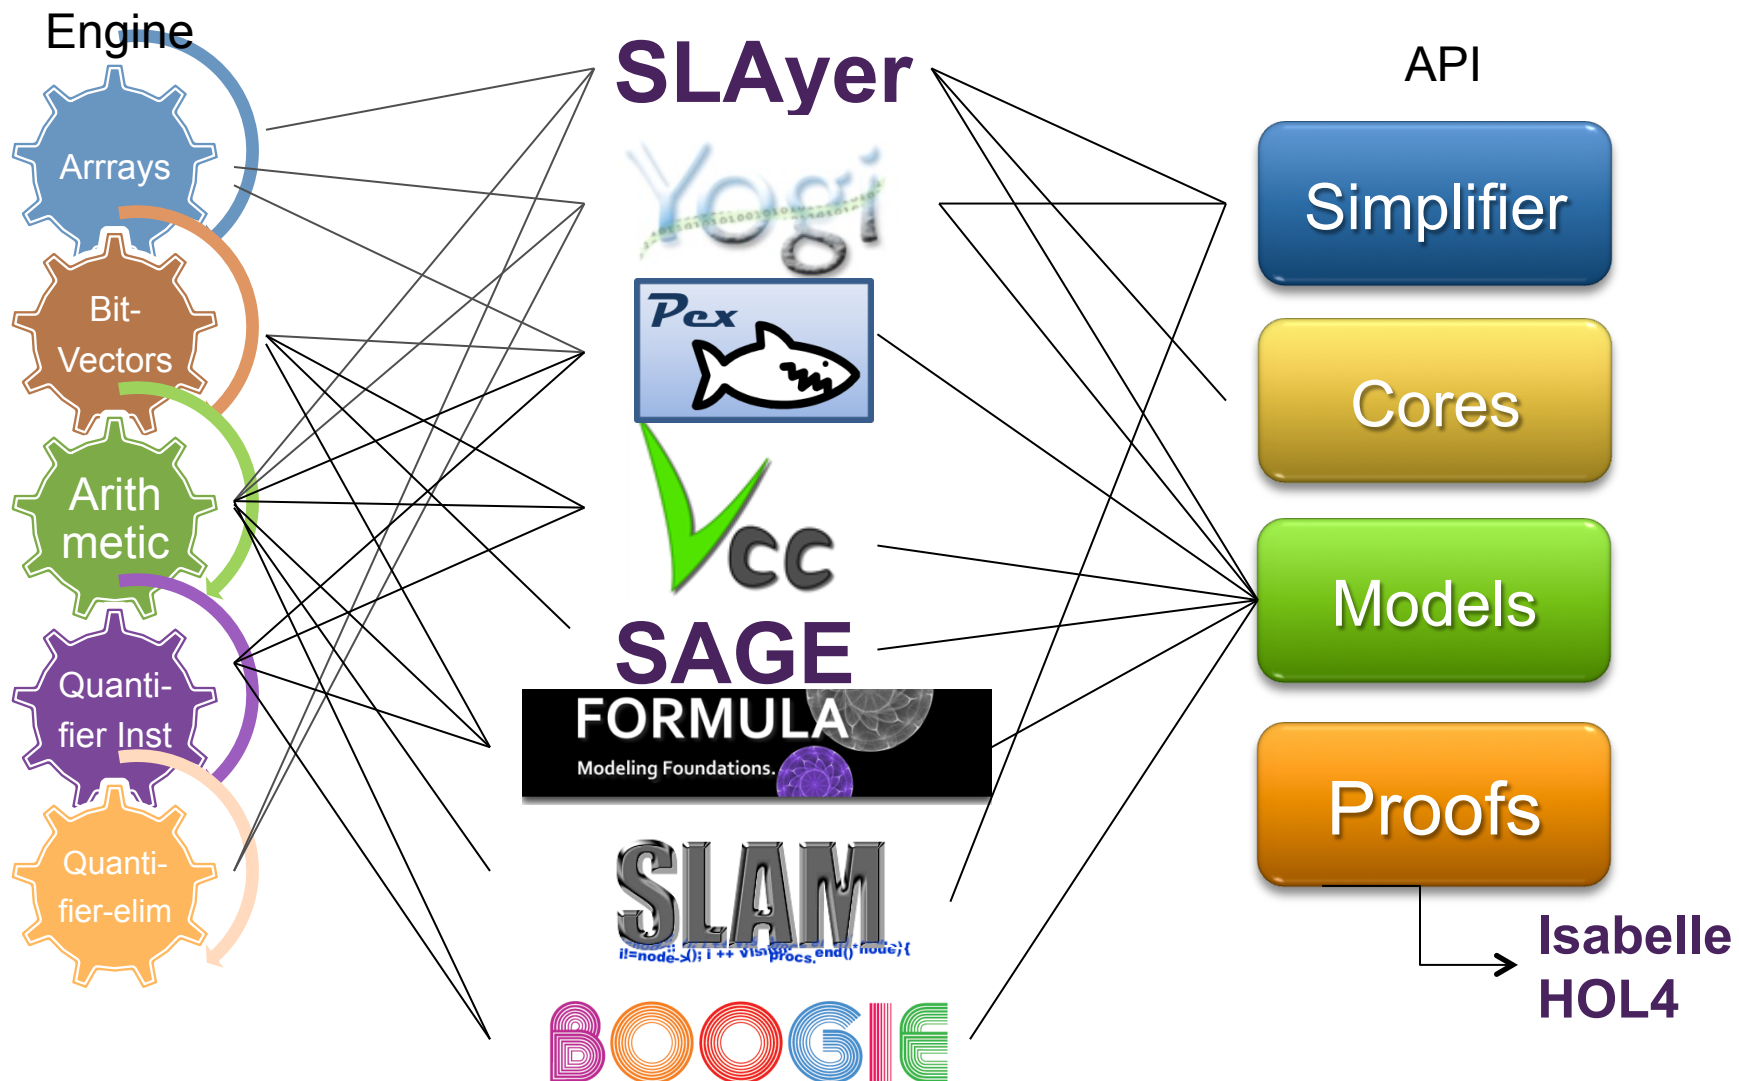 Engine
Arrrays
Bit-
Vectors
Arith
metic
Quanti-
fier Inst
Quanti-
fier-elim
SLAyer
Yogi
Pex
Vcc
SAGE
FORMULA
Modeling Foundations.
SLAM
BOOGIE
API
Simplifier
Cores
Models
Proofs
Isabelle
HOL4